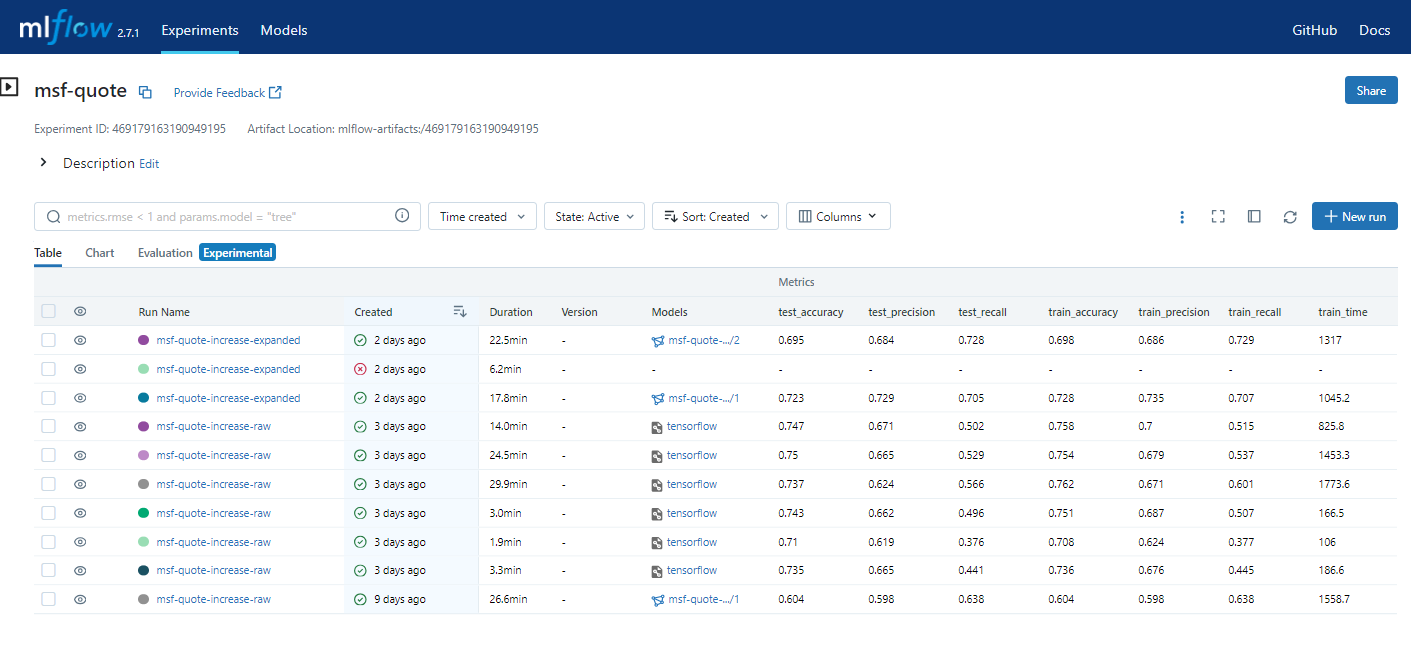 mlflow 2.7.1 Experiments Models GitHub Docs
msf-quote Provide Feedback Share
Experiment ID: 469179163190949195 Artifact Location: mlflow-artifacts:/469179163190949195
Description Edit
metrics.rmse < 1 and params.model = "tree" Time created State: Active Sort: Created Columns New run
Table Chart Evaluation Experimental
Metrics
Run Name Created Duration Version Models test_accuracy test_precision test_recall train_accuracy train_precision train_recall train_time
msf-quote-increase-expanded 2 days ago 22.5min - msf-quote-.../2 0.695 0.684 0.728 0.698 0.686 0.729 1317
msf-quote-increase-expanded 2 days ago 6.2min - - - - - - - - -
msf-quote-increase-expanded 2 days ago 17.8min - msf-quote-.../1 0.723 0.729 0.705 0.728 0.735 0.707 1045.2
msf-quote-increase-raw 3 days ago 14.0min - tensorflow 0.747 0.671 0.502 0.758 0.7 0.515 825.8
msf-quote-increase-raw 3 days ago 24.5min - tensorflow 0.75 0.665 0.529 0.754 0.679 0.537 1453.3
msf-quote-increase-raw 3 days ago 29.9min - tensorflow 0.737 0.624 0.566 0.762 0.671 0.601 1773.6
msf-quote-increase-raw 3 days ago 3.0min - tensorflow 0.743 0.662 0.496 0.751 0.687 0.507 166.5
msf-quote-increase-raw 3 days ago 1.9min - tensorflow 0.71 0.619 0.376 0.708 0.624 0.377 106
msf-quote-increase-raw 3 days ago 3.3min - tensorflow 0.735 0.665 0.441 0.736 0.676 0.445 186.6
msf-quote-increase-raw 9 days ago 26.6min - msf-quote-.../1 0.604 0.598 0.638 0.604 0.598 0.638 1558.7